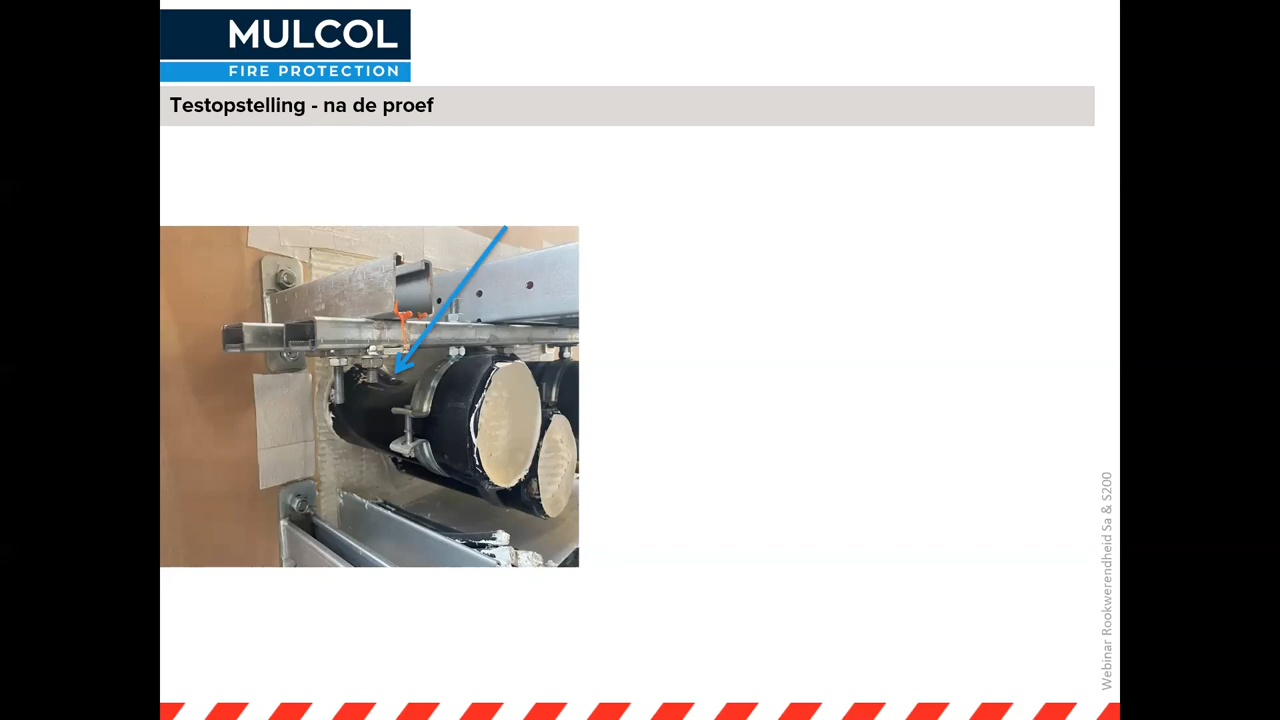 MULCOL
FIRE PROTECTION
Testopstelling - na de proef
Webinar Rookwerendheid Sa & S200